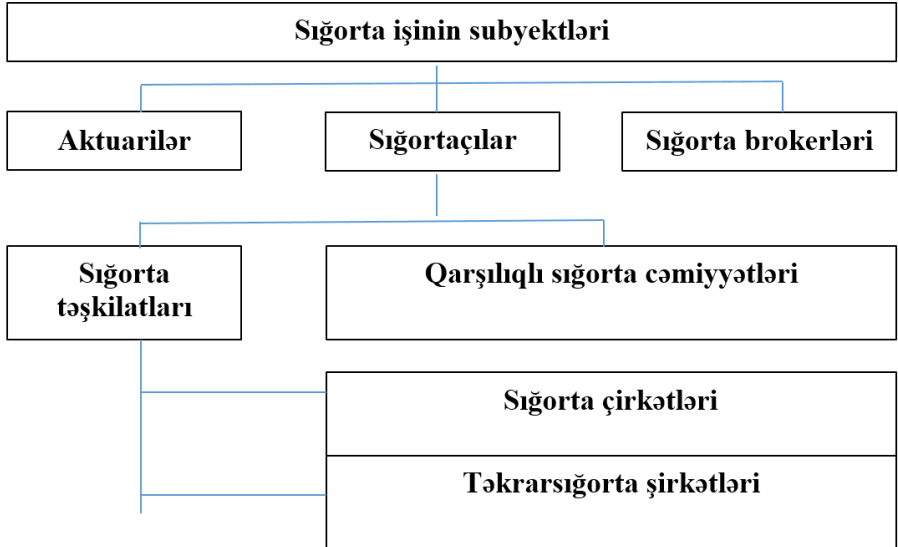 Sığorta işinin subyektləri
Aktuarilər
Sığortaçılar
Sığorta brokerləri
Sığorta
təşkilatları
Qarşılıqlı sığorta cəmiyyətləri
Sığorta çirkətləri
Təkrarsığorta şirkətləri